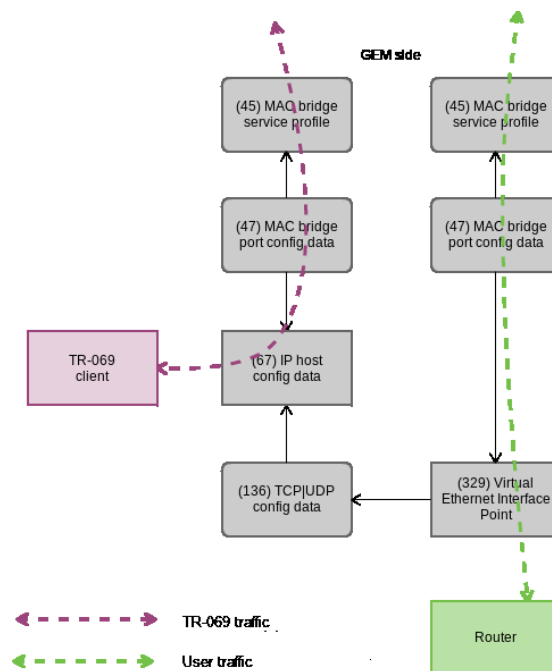 GEM side
(45) MAC bridge
service profile
(45) MAC bridge
service profile
(47) MAC bridge
port config data
(47) MAC bridge
port config data
TR-069
client
(67) IP host
config data
(136) TCP|UDP
config data
(329) Virtual
Ethernet Interface
Point
TR-069 traffic
Router
User traffic